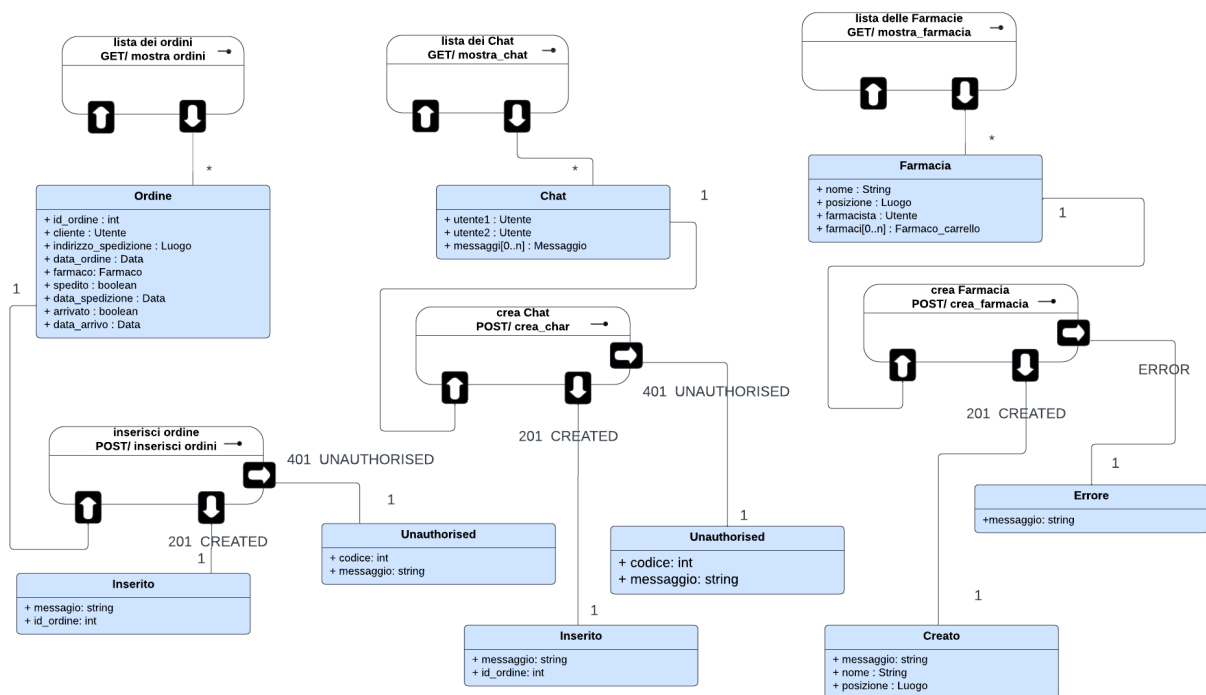 lista dei ordini
GET/ mostra ordini
*
Ordine
+ id_ordine : int
+ cliente : Utente
+ indirizzo_spedizione : Luogo
+ data_ordine : Data
+ farmaco: Farmaco
+ spedito : boolean
+ data_spedizione : Data
+ arrivato : boolean
+ data_arrivo : Data
1
inserisci ordine
POST/ inserisci ordini
401 UNAUTHORISED
1
201 CREATED
1
Unauthorised
+ codice: int
+ messaggio: string
Inserito
+ messagio: string
+ id_ordine: int
lista dei Chat
GET/ mostra_chat
*
1
Chat
+ utente1 : Utente
+ utente2 : Utente
+ messaggi[0..n] : Messaggio
crea Chat
POST/ crea_char
401 UNAUTHORISED
201 CREATED
1
Unauthorised
+ codice: int
+ messaggio: string
1
Inserito
+ messaggio: string
+ id_ordine: int
lista delle Farmacie
GET/ mostra_farmacia
*
Farmacia
+ nome : String
+ posizione : Luogo
+ farmacista : Utente
+ farmaci[0..n] : Farmaco_carrello
1
crea Farmacia
POST/ crea_farmacia
ERROR
201 CREATED
1
Errore
+messaggio: string
1
Creato
+ messaggio: string
+ nome : String
+ posizione : Luogo